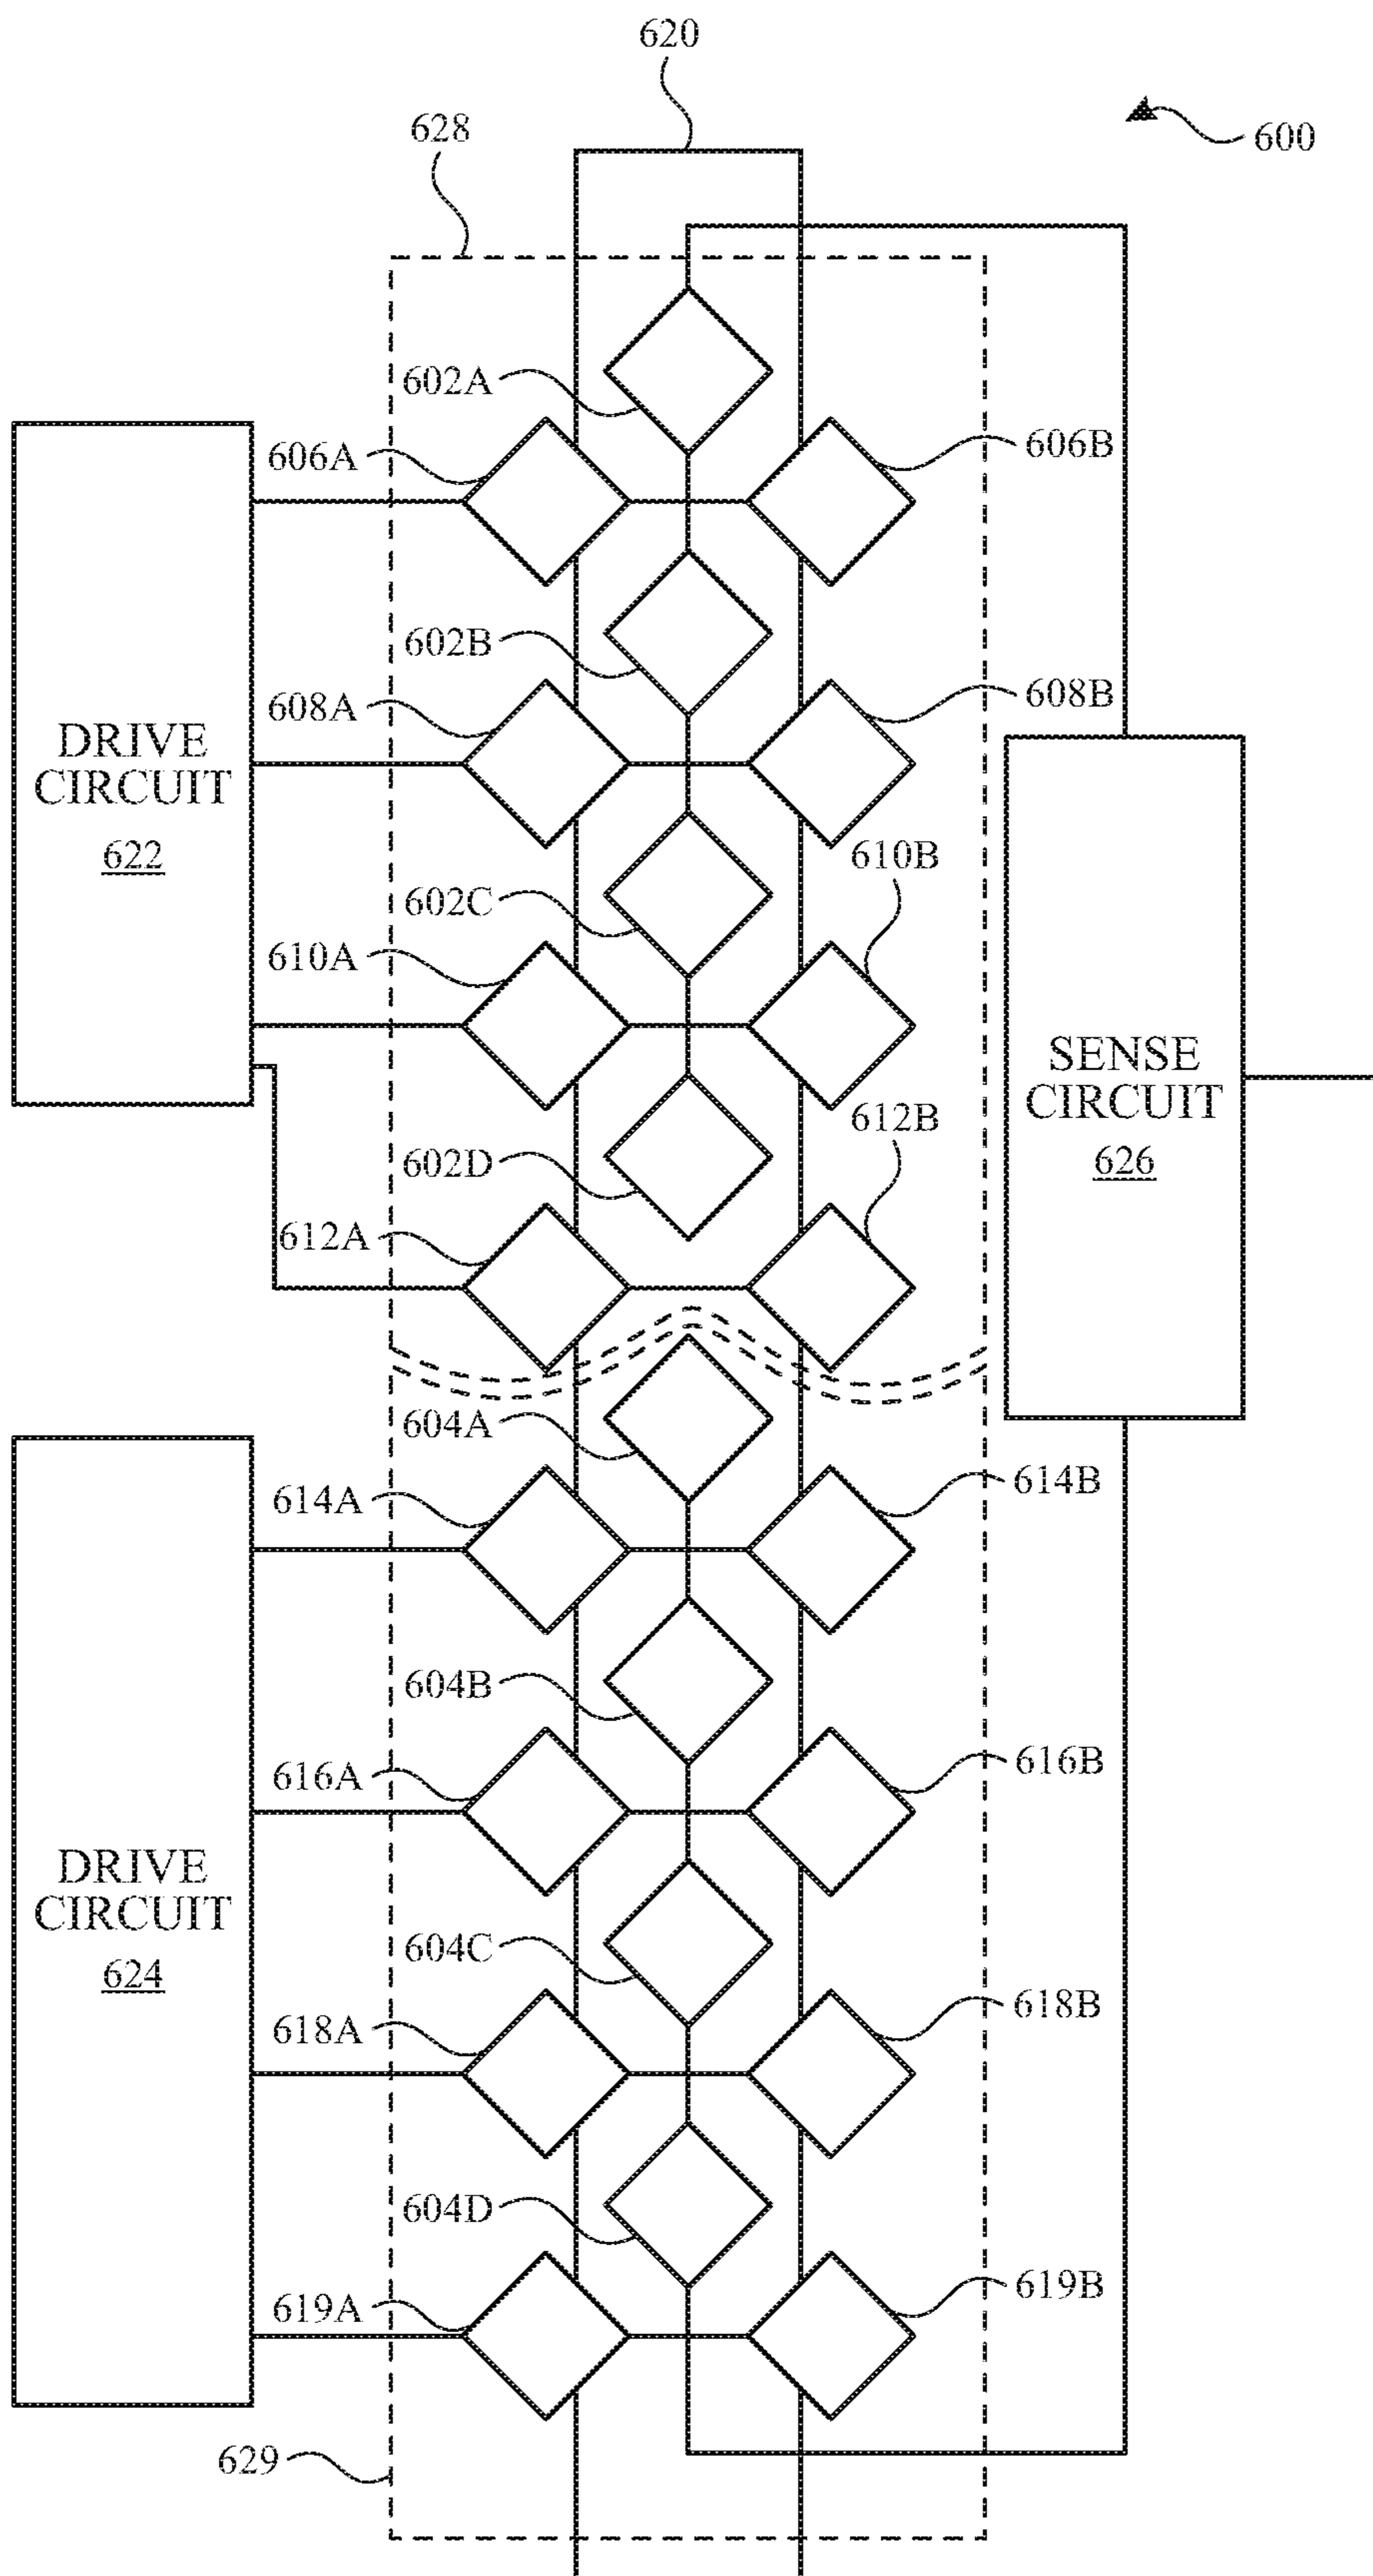 620
628
600
602A
606A
606B
602B
608A
608B
DRIVE
CIRCUIT
622
610B
602C
610A
SENSE
CIRCUIT
626
612B
602D
612A
604A
614A
614B
604B
616A
616B
DRIVE
CIRCUIT
624
604C
618A
618B
604D
619A
619B
629